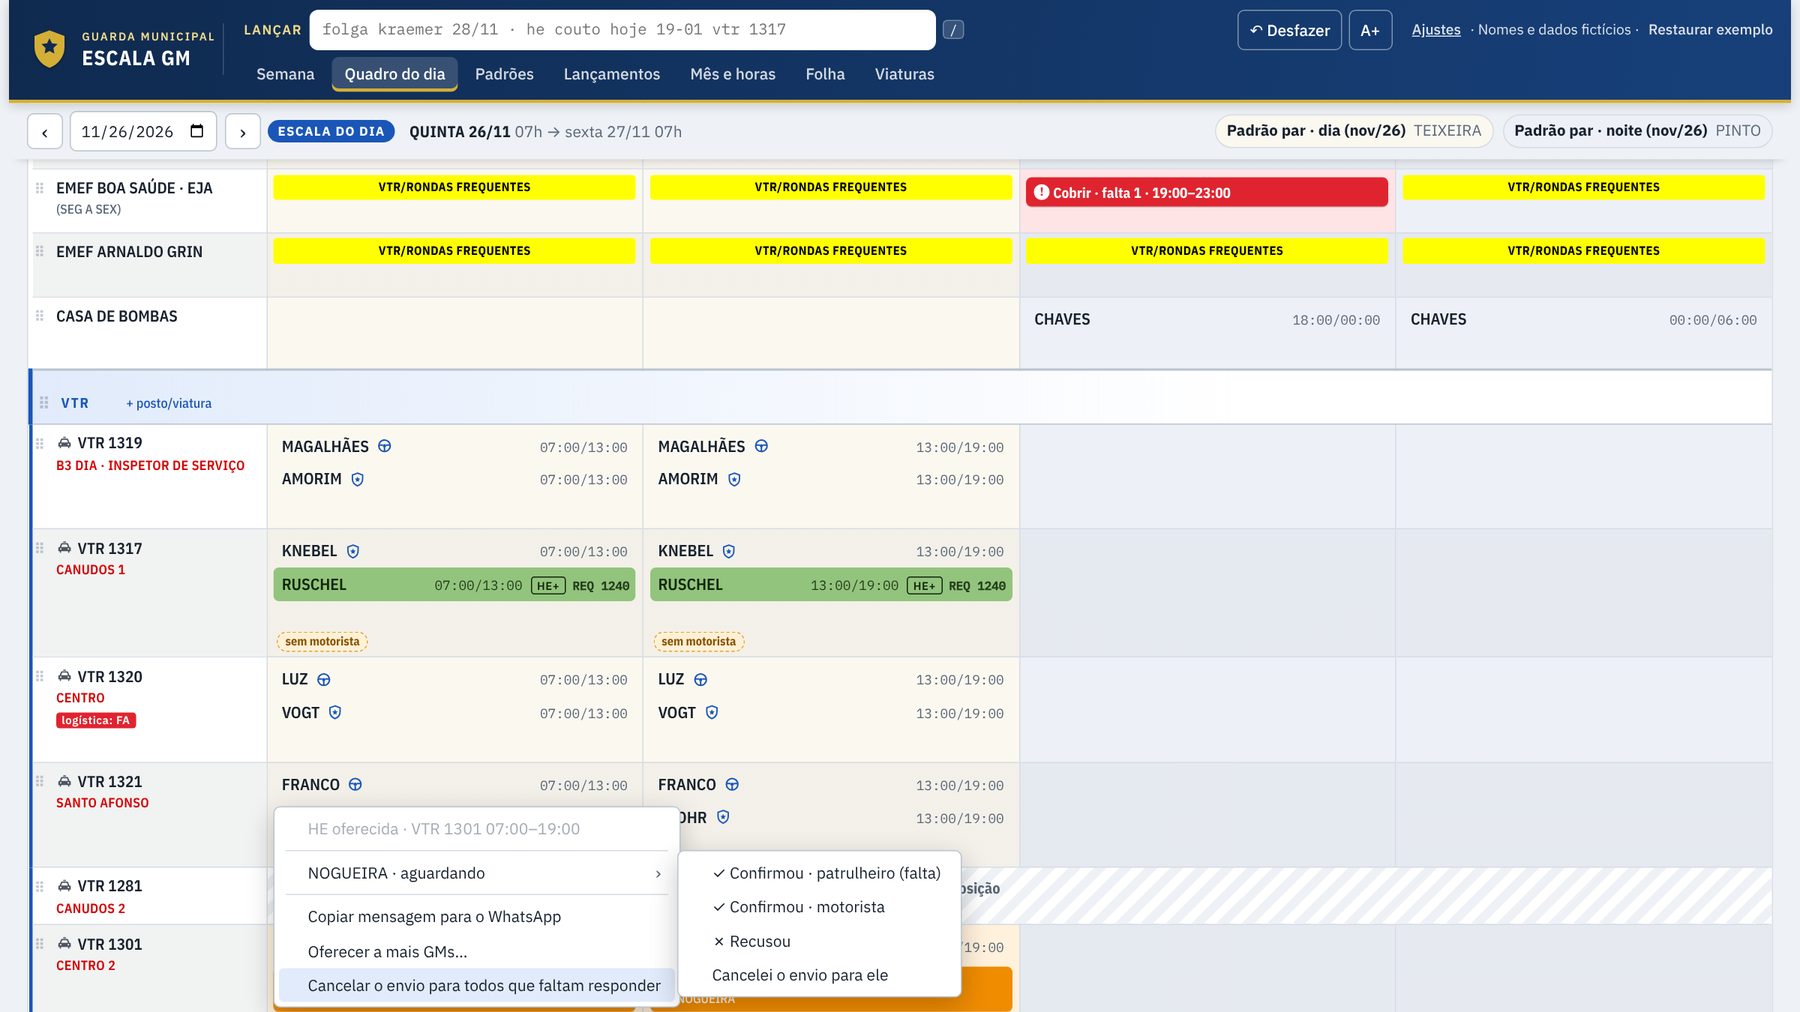 GUARDA MUNICIPAL
ESCALA GM
LANÇAR
folga kraemer 28/11 · he couto hoje 19-01 vtr 1317
/
↶ Desfazer
A+
Ajustes · Nomes e dados fictícios · Restaurar exemplo
Semana
Quadro do dia
Padrões
Lançamentos
Mês e horas
Folha
Viaturas
‹
11/26/2026
›
ESCALA DO DIA
QUINTA 26/11 07h → sexta 27/11 07h
Padrão par · dia (nov/26) TEIXEIRA
Padrão par · noite (nov/26) PINTO
EMEF BOA SAÚDE · EJA
(SEG A SEX)
VTR/RONDAS FREQUENTES
VTR/RONDAS FREQUENTES
Cobrir · falta 1 · 19:00–23:00
VTR/RONDAS FREQUENTES
EMEF ARNALDO GRIN
VTR/RONDAS FREQUENTES
VTR/RONDAS FREQUENTES
VTR/RONDAS FREQUENTES
VTR/RONDAS FREQUENTES
CASA DE BOMBAS
CHAVES 18:00/00:00
CHAVES 00:00/06:00
VTR
+ posto/viatura
VTR 1319
B3 DIA · INSPETOR DE SERVIÇO
MAGALHÃES 07:00/13:00
AMORIM 07:00/13:00
MAGALHÃES 13:00/19:00
AMORIM 13:00/19:00
VTR 1317
CANUDOS 1
KNEBEL 07:00/13:00
RUSCHEL 07:00/13:00 HE+ REQ 1240
sem motorista
KNEBEL 13:00/19:00
RUSCHEL 13:00/19:00 HE+ REQ 1240
sem motorista
VTR 1320
CENTRO
logística: FA
LUZ 07:00/13:00
VOGT 07:00/13:00
LUZ 13:00/19:00
VOGT 13:00/19:00
VTR 1321
SANTO AFONSO
FRANCO 07:00/13:00
FRANCO 13:00/19:00
OHR 13:00/19:00
VTR 1281
CANUDOS 2
osição
VTR 1301
CENTRO 2
19:00
NOGUEIRA
HE oferecida · VTR 1301 07:00–19:00
NOGUEIRA · aguardando ›
Copiar mensagem para o WhatsApp
Oferecer a mais GMs…
Cancelar o envio para todos que faltam responder
✓ Confirmou · patrulheiro (falta)
✓ Confirmou · motorista
✕ Recusou
Cancelei o envio para ele